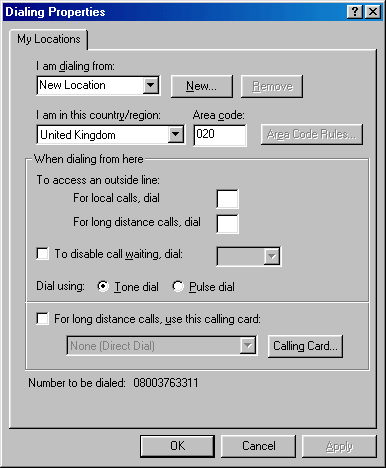 Dialing Properties
My Locations
I am dialing from:
New Location New... Remove
I am in this country/region: Area code:
United Kingdom 020 Area Code Rules...
When dialing from here
To access an outside line:
For local calls, dial
For long distance calls, dial
To disable call waiting, dial:
Dial using: Tone dial Pulse dial
For long distance calls, use this calling card:
None (Direct Dial) Calling Card...
Number to be dialed: 08003763311
OK Cancel Apply